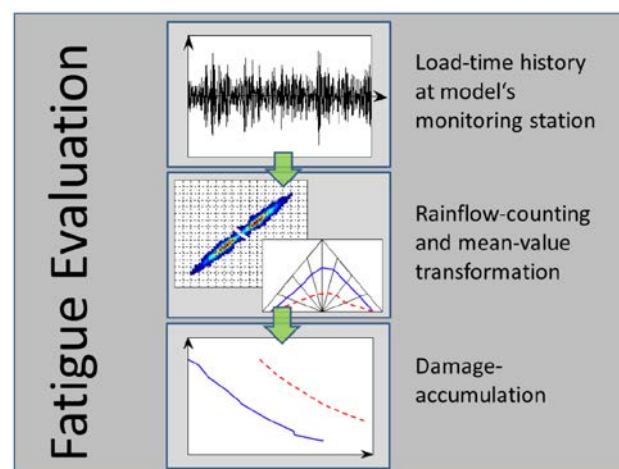 Fatigue Evaluation
Load-time history
at model's
monitoring station
Rainflow-counting
and mean-value
transformation
Damage-
accumulation